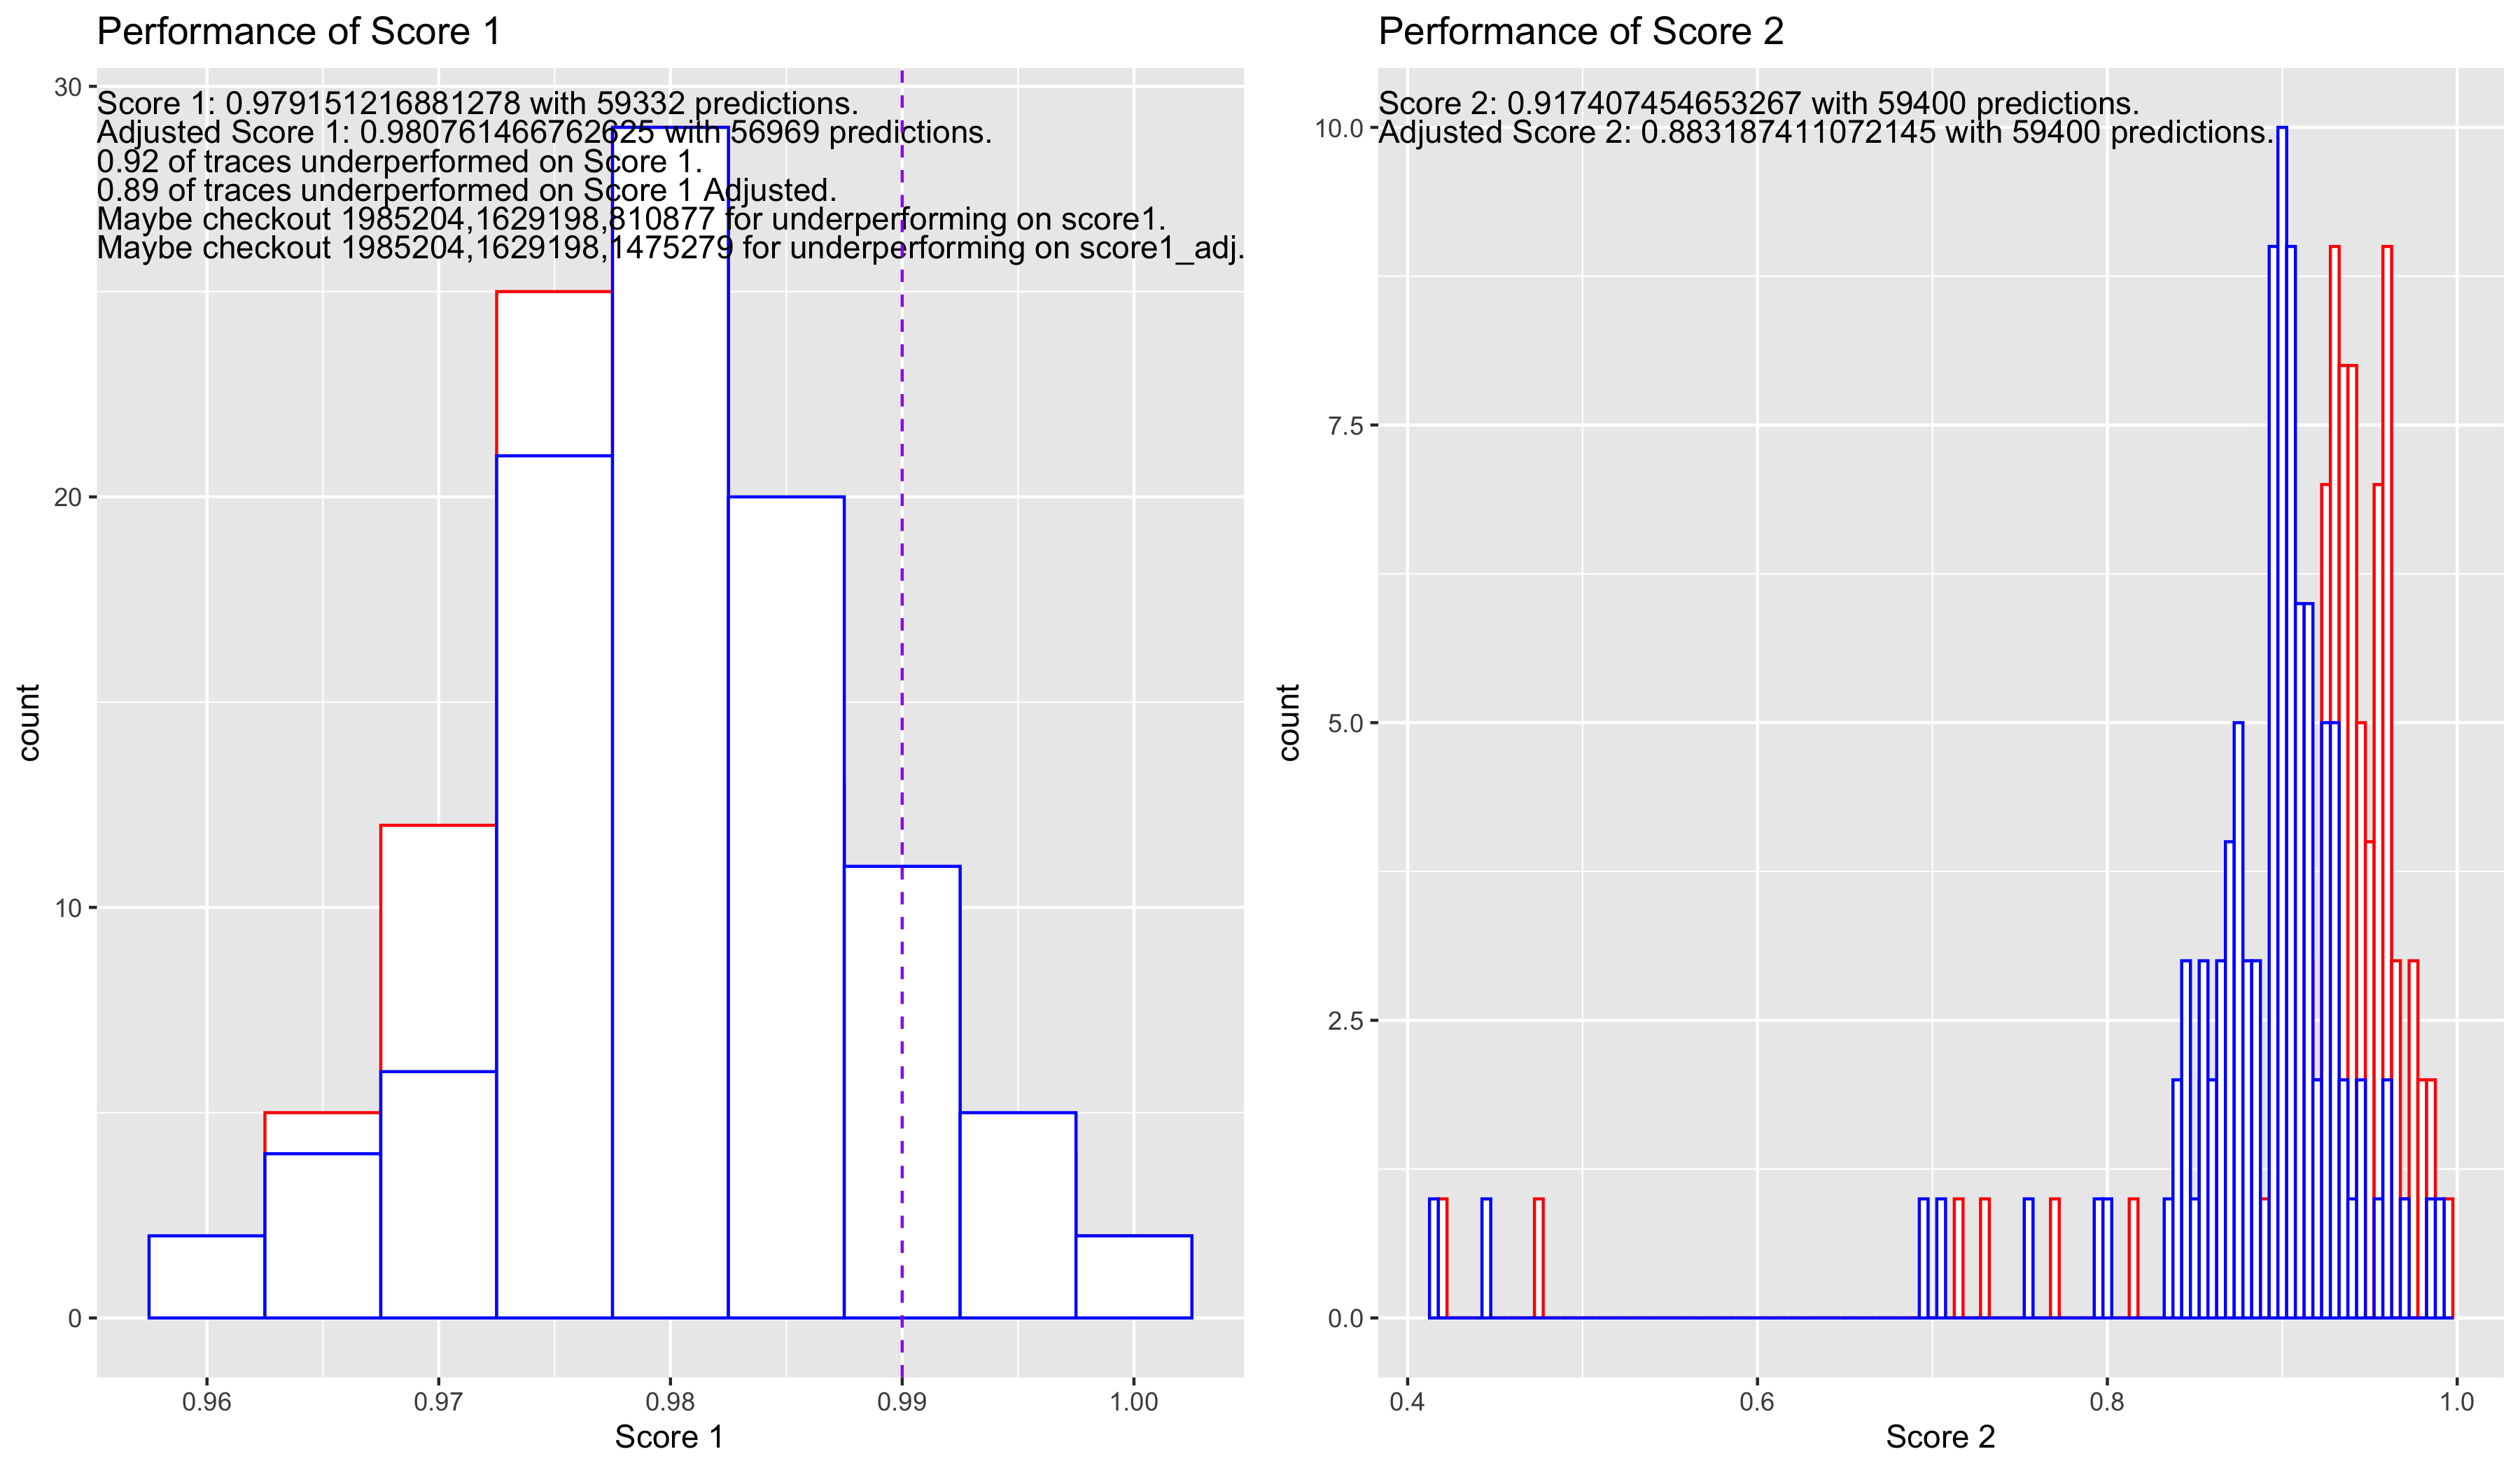 Performance of Score 1
30
Score 1: 0.979151216881278 with 59332 predictions.
Adjusted Score 1: 0.980761466762625 with 56969 predictions.
0.92 of traces underperformed on Score 1.
0.89 of traces underperformed on Score 1 Adjusted.
Maybe checkout 1985204,1629198,810877 for underperforming on score1.
Maybe checkout 1985204,1629198,1475279 for underperforming on score1_adj.
20
count
10
0
0.96 0.97 0.98 0.99 1.00
Score 1
Performance of Score 2
Score 2: 0.917407454653267 with 59400 predictions.
10.0
Adjusted Score 2: 0.883187411072145 with 59400 predictions.
7.5
5.0
count
2.5
0.0
0.4 0.6 0.8 1.0
Score 2